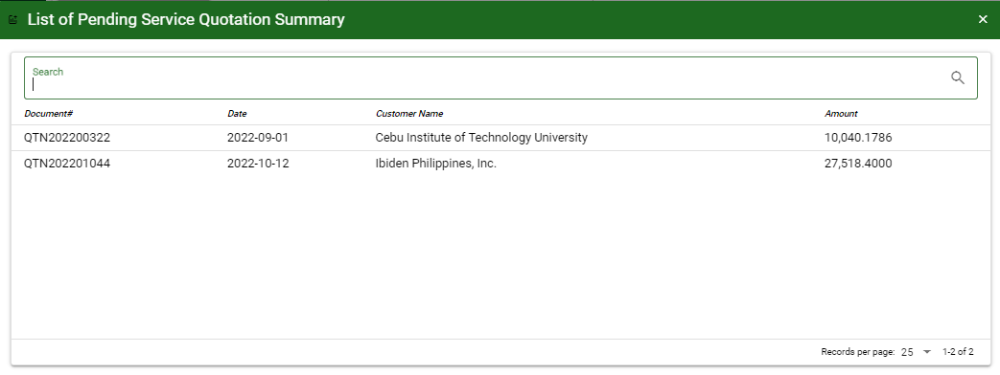 List of Pending Service Quotation Summary
Search
Document# Date Customer Name Amount
QTN202200322 2022-09-01 Cebu Institute of Technology University 10,040.1786
QTN202201044 2022-10-12 Ibiden Philippines, Inc. 27,518.4000
Records per page: 25 1-2 of 2